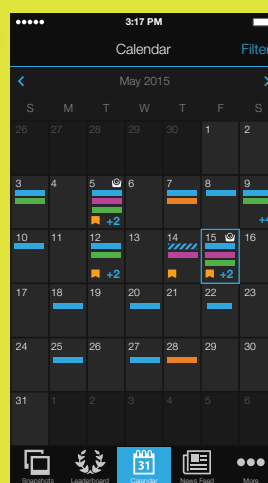 3:17 PM
Calendar Filter
May 2015
S M T W T F S
26 27 28 29 30 1 2
3 4 5 6 7 8 9
+2 +4
10 11 12 13 14 15 16
+2 +2
17 18 19 20 21 22 23
24 25 26 27 28 29 30
31 1 2 3 4 5 6
31
Snapshots Leaderboard Calendar News Feed More